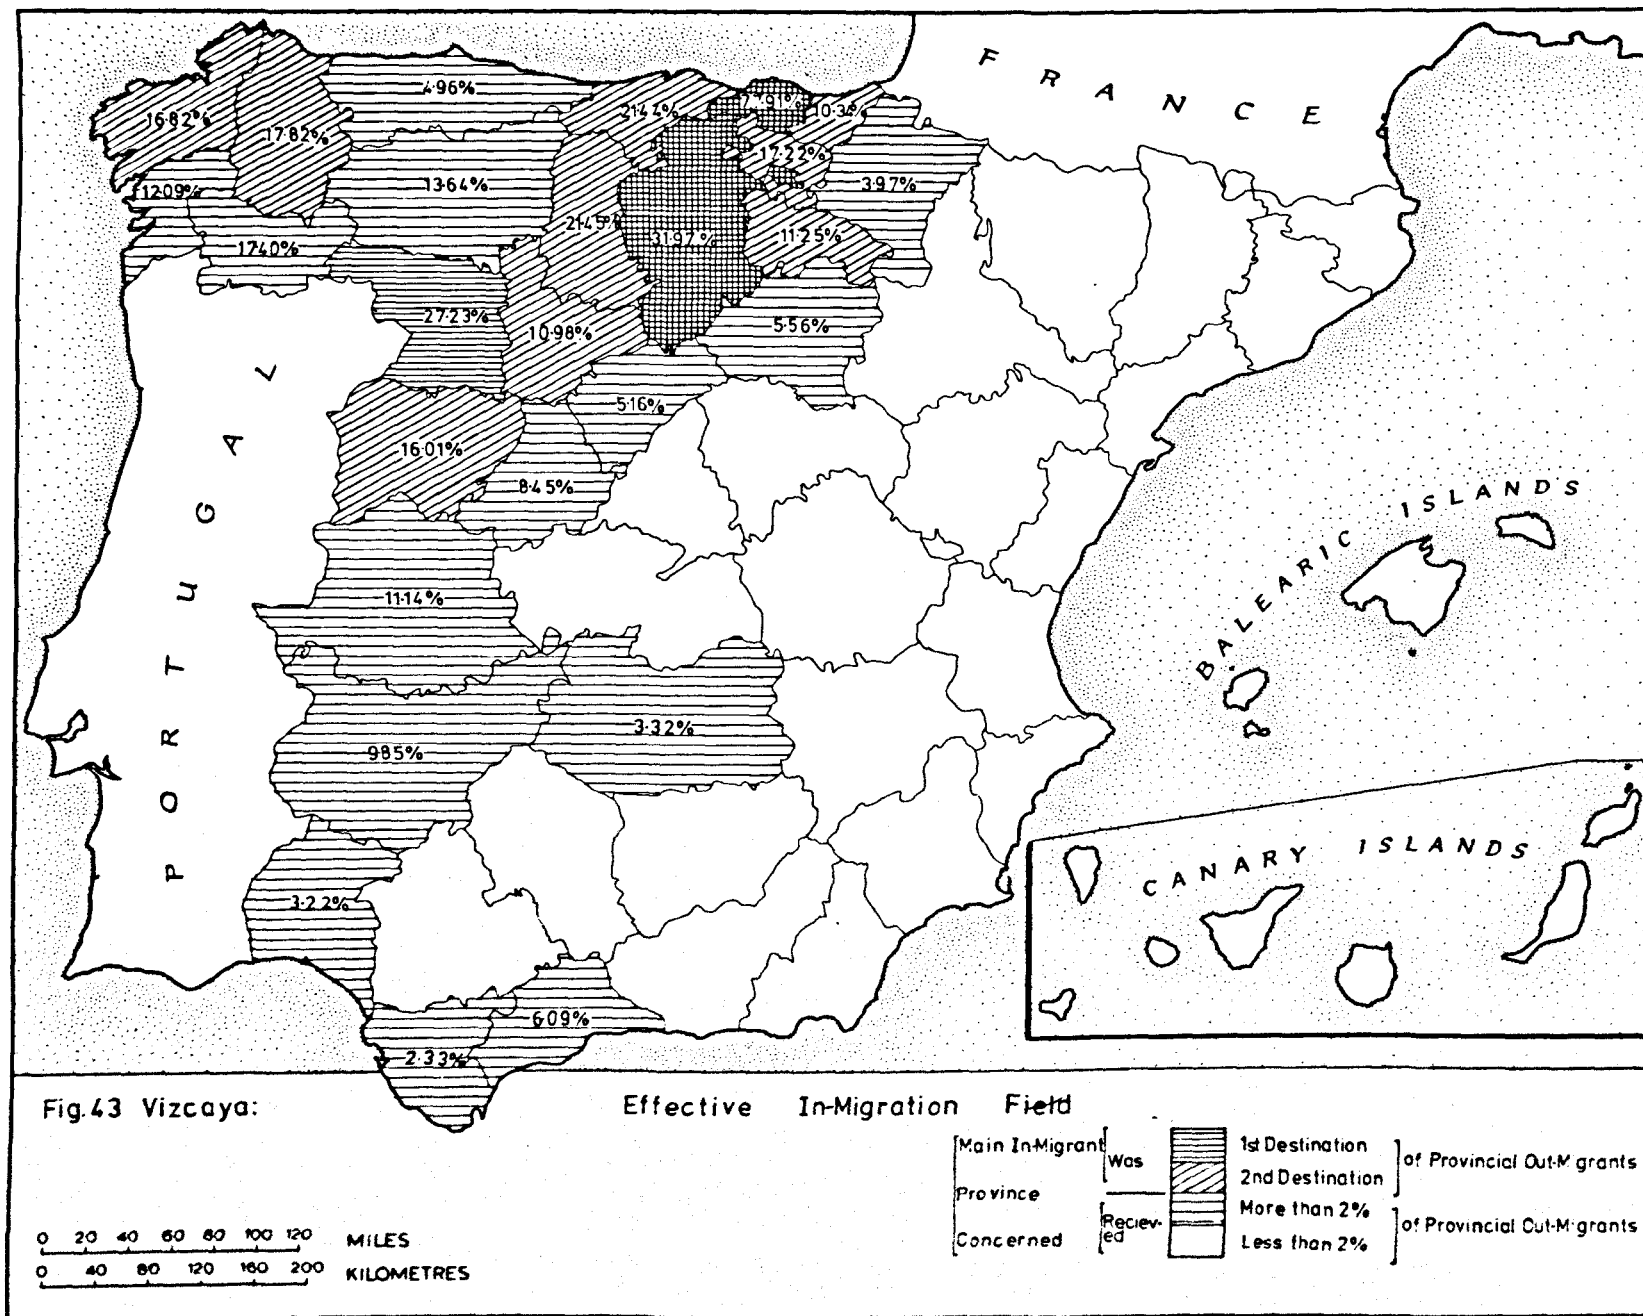 FRANCE
4·96%
21·44%
10·34%
16·82%
17·82%
17·22%
12·09%
13·64%
3·97%
21·45%
31·97%
11·25%
17·40%
27·23%
10·98%
5·56%
5·16%
16·01%
8·45%
11·14%
3·32%
9·85%
3·22%
6·09%
2·33%
PORTUGAL
BALEARIC ISLANDS
CANARY ISLANDS
Fig.43 Vizcaya: Effective In-Migration Field
Main In-Migrant
Province
Concerned
Was
Reciev-
ed
1st Destination
2nd Destination
More than 2%
Less than 2%
of Provincial Out-Migrants
of Provincial Out-Migrants
0 20 40 60 80 100 120 MILES
0 40 80 120 160 200 KILOMETRES